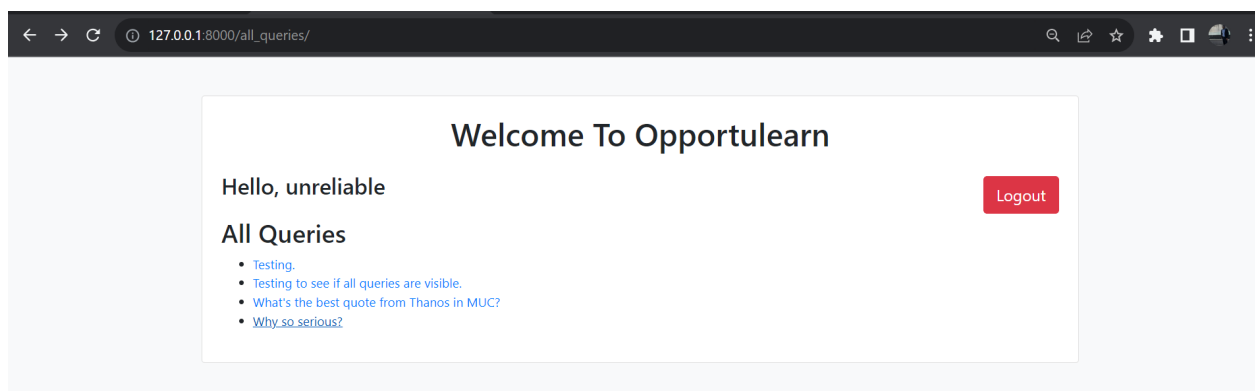 127.0.0.1:8000/all_queries/
Welcome To Opportulearn
Hello, unreliable
Logout
All Queries
Testing.
Testing to see if all queries are visible.
What's the best quote from Thanos in MUC?
Why so serious?